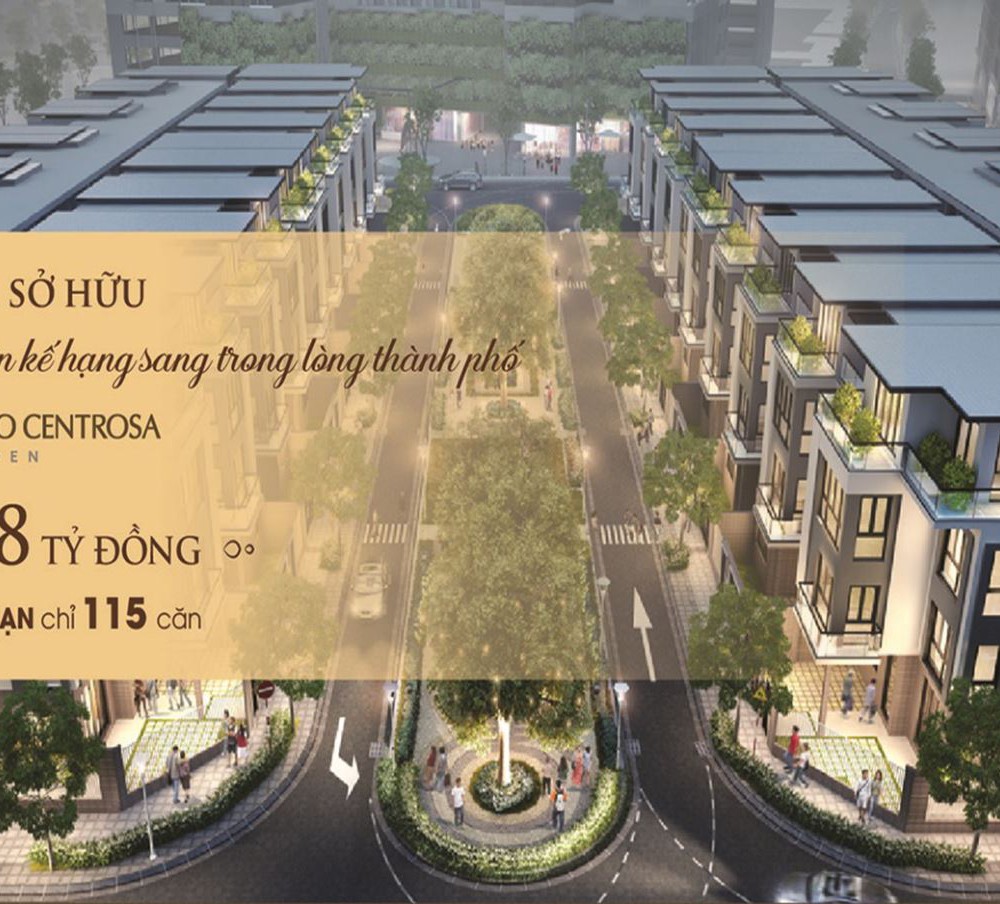 SỞ HỮU
kế hạng sang trong lòng thành phố
O CENTROSA
EN
8 TỶ ĐỒNG
ẠN chỉ 115 căn